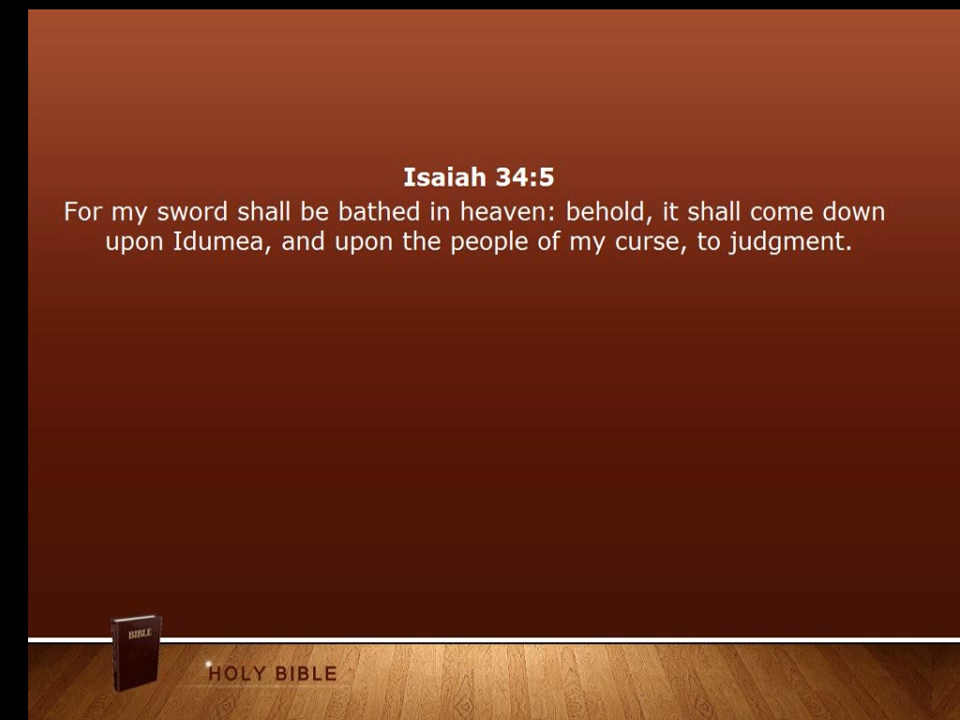 Isaiah 34:5
For my sword shall be bathed in heaven: behold, it shall come down
upon Idumea, and upon the people of my curse, to judgment.
BIBLE
HOLY BIBLE